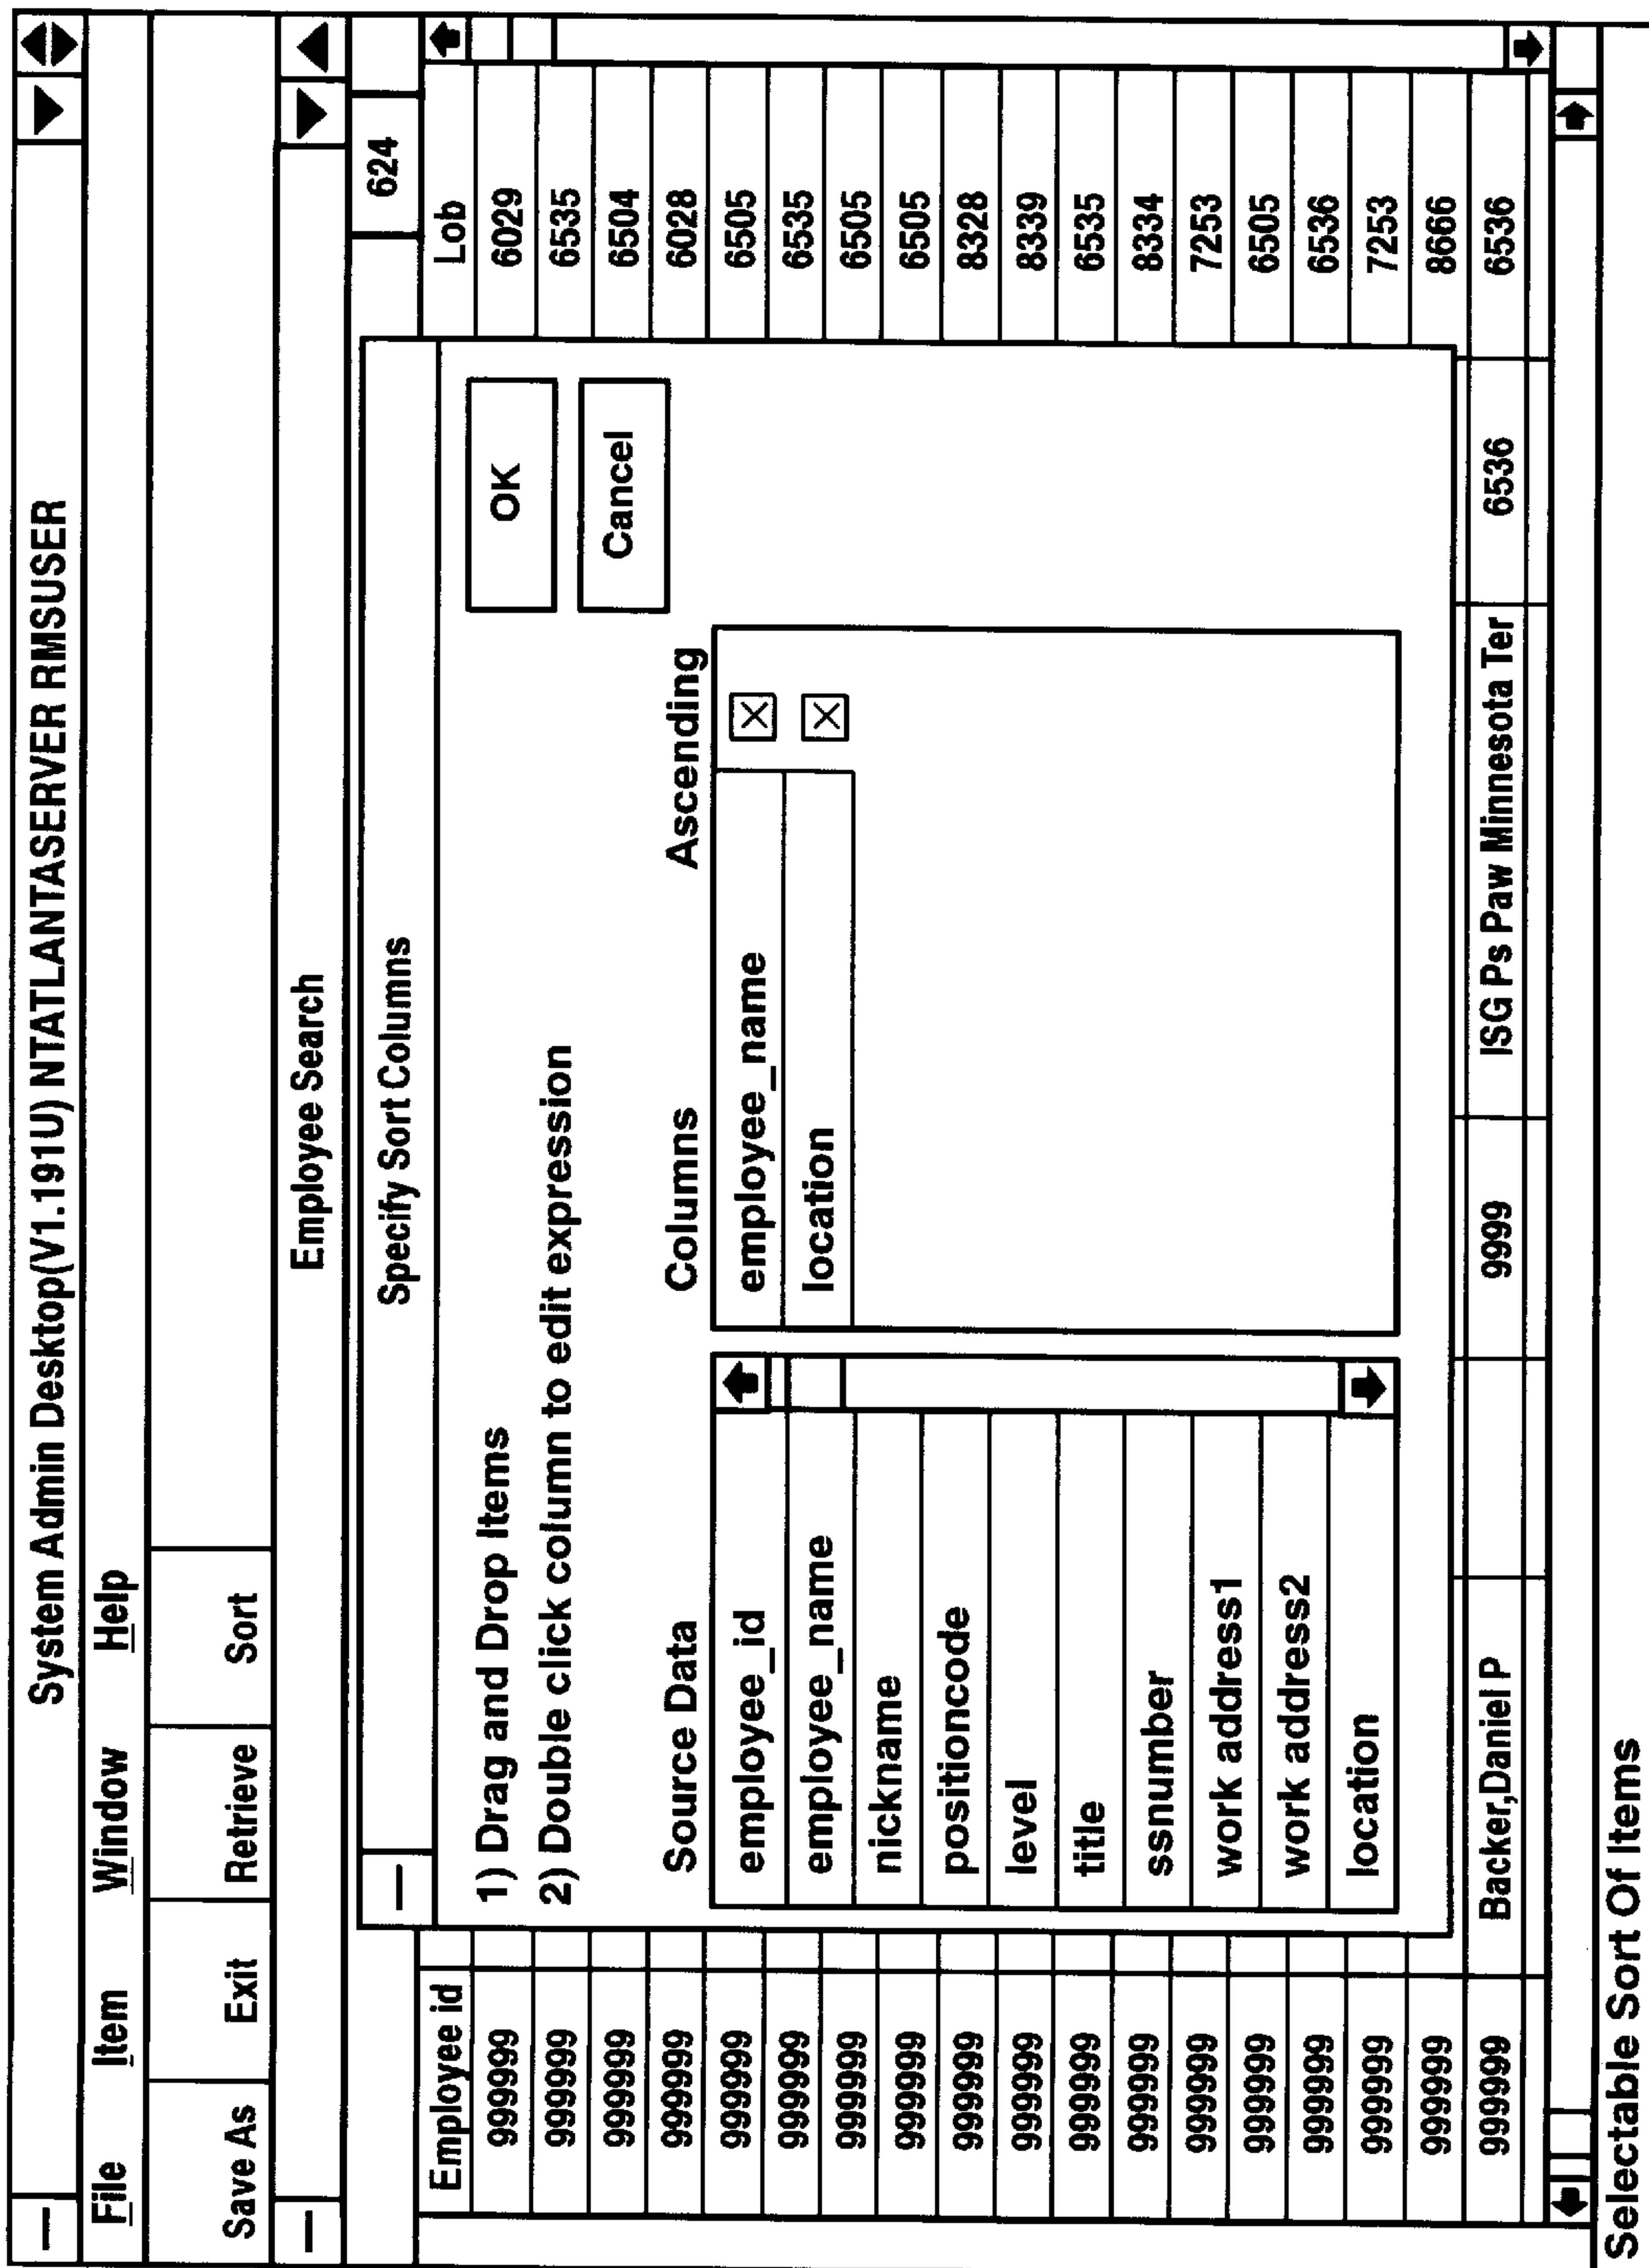 System Admin Desktop(V1.191U) NTATLANTASERVER RMSUSER
File Item Window Help
Save As Exit Retrieve Sort
Employee Search
624
Specify Sort Columns
Employee id Lob
1) Drag and Drop Items
2) Double click column to edit expression
OK
Cancel
Source Data Columns Ascending
employee_id
employee_name
nickname
positioncode
level
title
ssnumber
work address1
work address2
location
employee_name
location
999999 6029
999999 6535
999999 6504
999999 6028
999999 6505
999999 6535
999999 6505
999999 6505
999999 8328
999999 8339
999999 6535
999999 8334
999999 7253
999999 6505
999999 6536
999999 7253
999999 8666
999999 Backer,Daniel P 9999 ISG Ps Paw Minnesota Ter 6536 6536
Selectable Sort Of Items